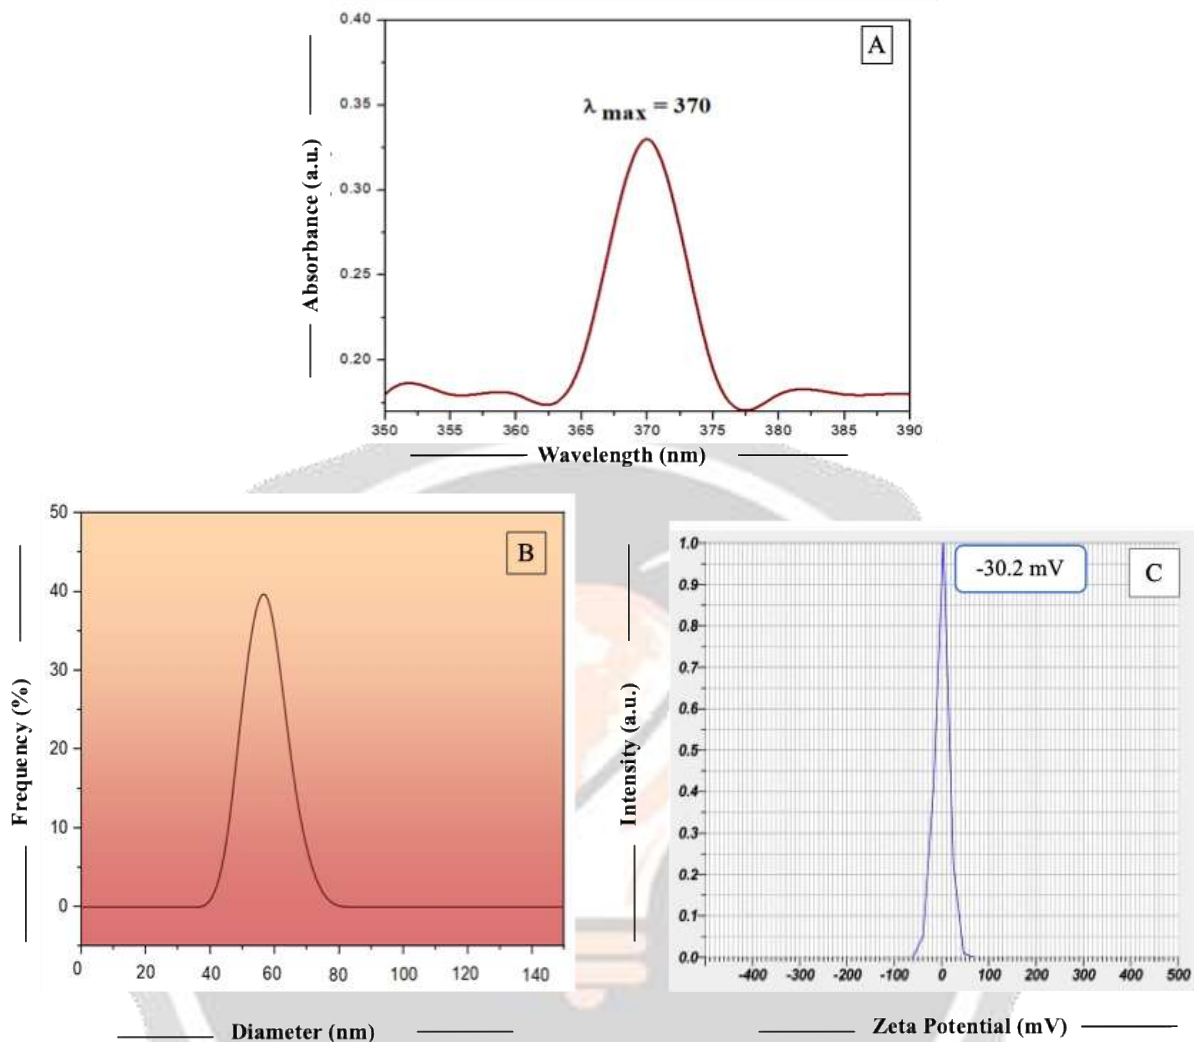 A
λ max = 370
Absorbance (a.u.)
0.40
0.35
0.30
0.25
0.20
350 355 360 365 370 375 380 385 390
Wavelength (nm)
B
Frequency (%)
50
40
30
20
10
0
0 20 40 60 80 100 120 140
Diameter (nm)
-30.2 mV
C
Intensity (a.u.)
1.0
0.9
0.8
0.7
0.6
0.5
0.4
0.3
0.2
0.1
0.0
-400 -300 -200 -100 0 100 200 300 400 500
Zeta Potential (mV)